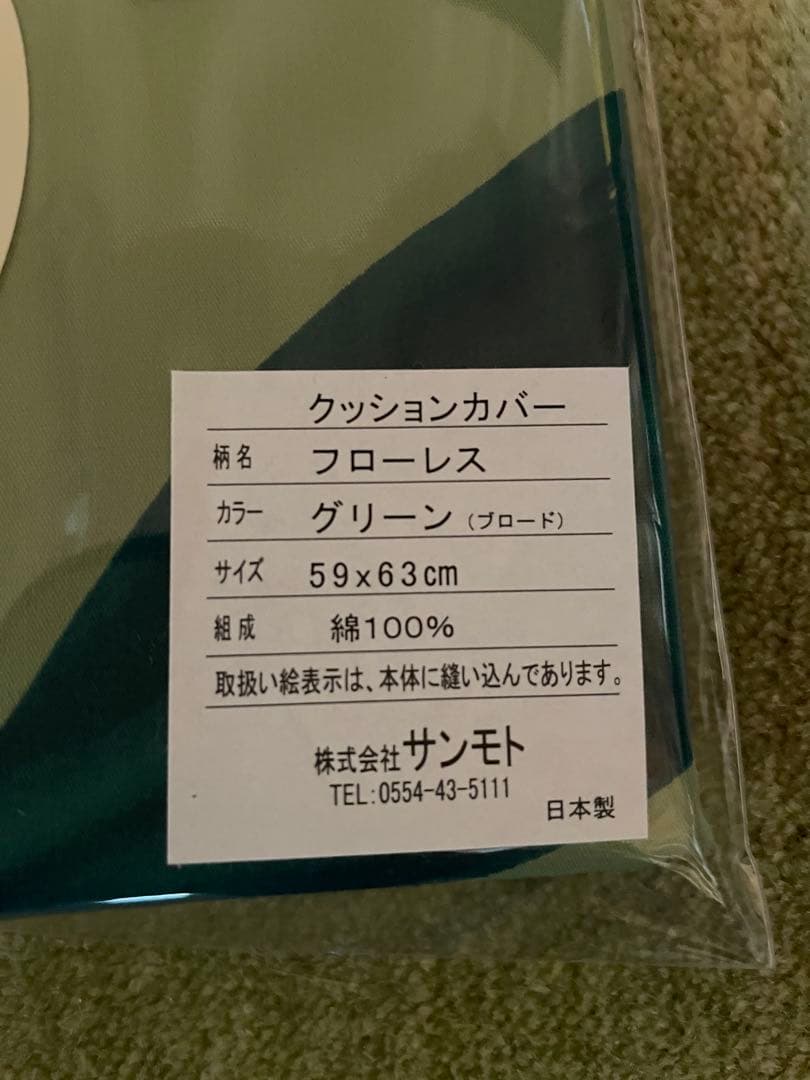 クッションカバー
柄名 フローレス
カラー グリーン（ブロード）
サイズ 59x63cm
組成 綿100%
取扱い絵表示は、本体に縫い込んであります。
株式会社サンモト
TEL:0554-43-5111
日本製